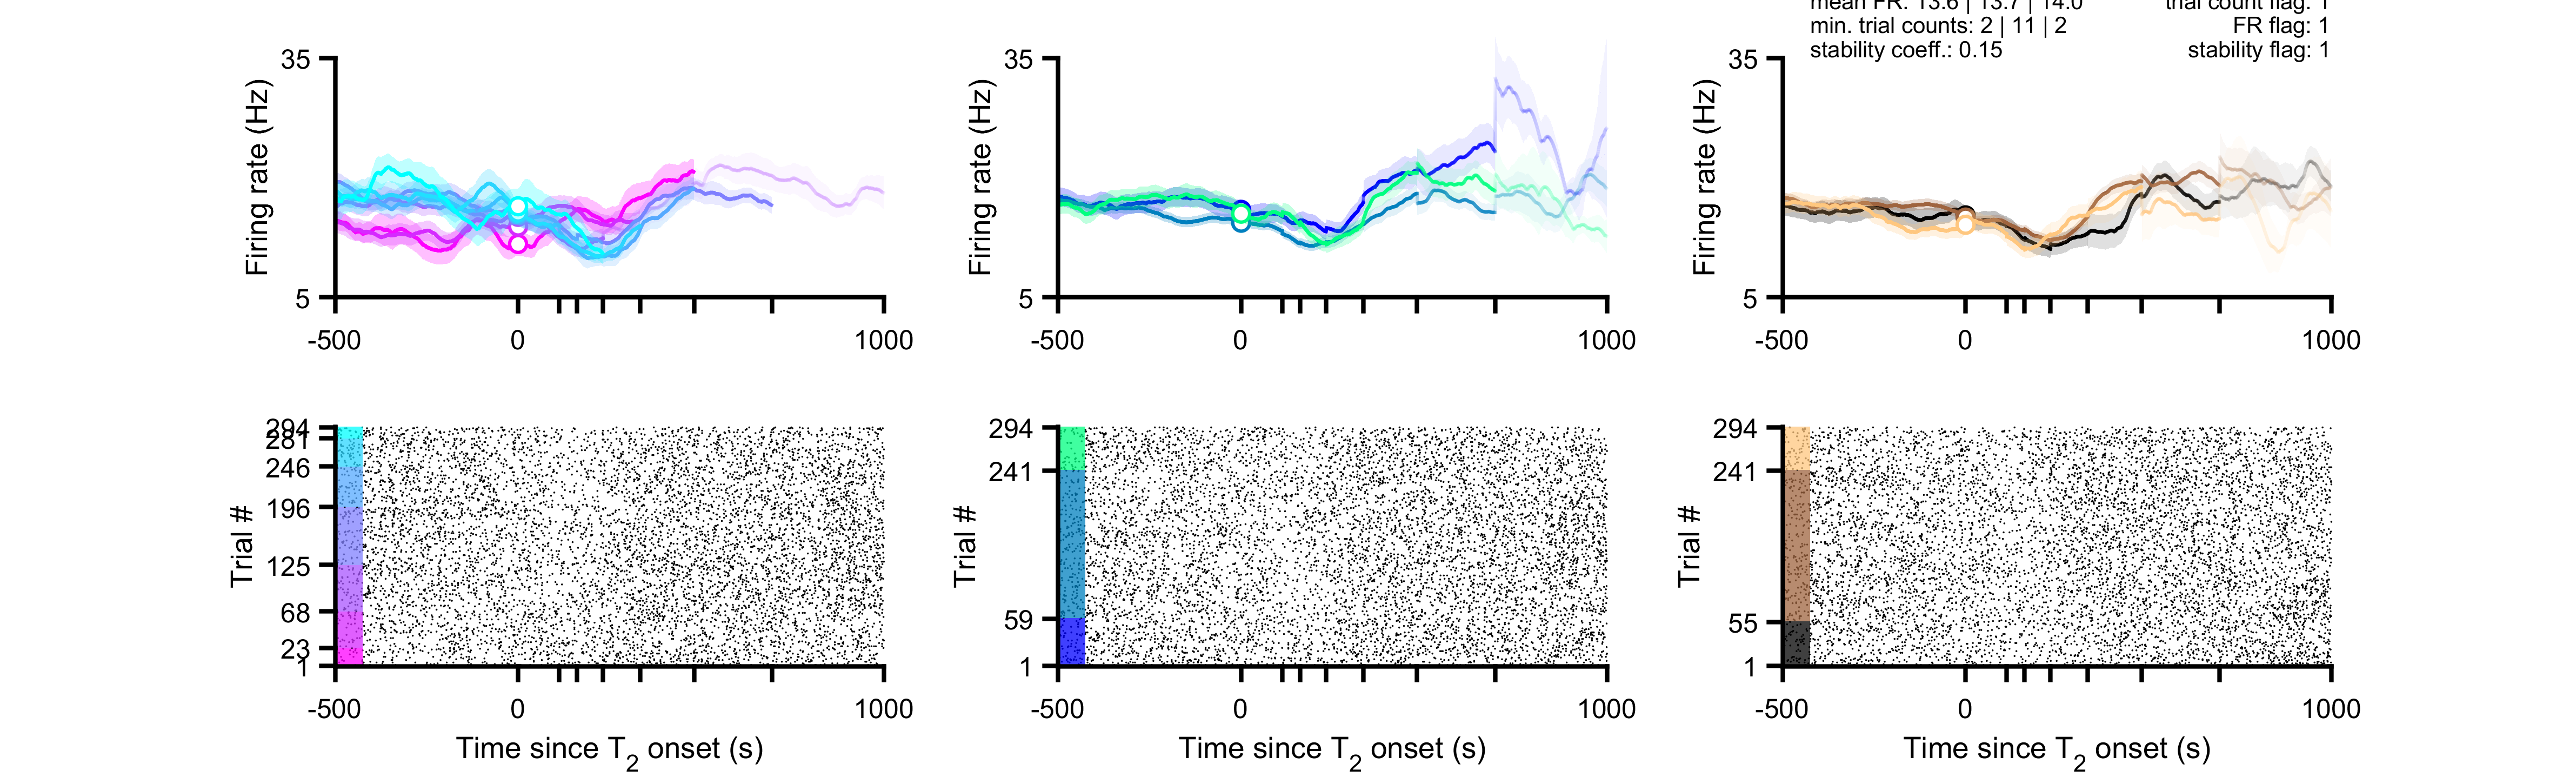 mean FR: 13.6 | 13.7 | 14.0 trial count flag: 1
min. trial counts: 2 | 11 | 2 FR flag: 1
stability coeff.: 0.15 stability flag: 1
35
Firing rate (Hz)
5
-500 0 1000
35
Firing rate (Hz)
5
-500 0 1000
35
Firing rate (Hz)
5
-500 0 1000
294
281
246
196
125
68
23
1
Trial #
-500 0 1000
Time since T2 onset (s)
294
241
59
1
Trial #
-500 0 1000
Time since T2 onset (s)
294
241
55
1
Trial #
-500 0 1000
Time since T2 onset (s)